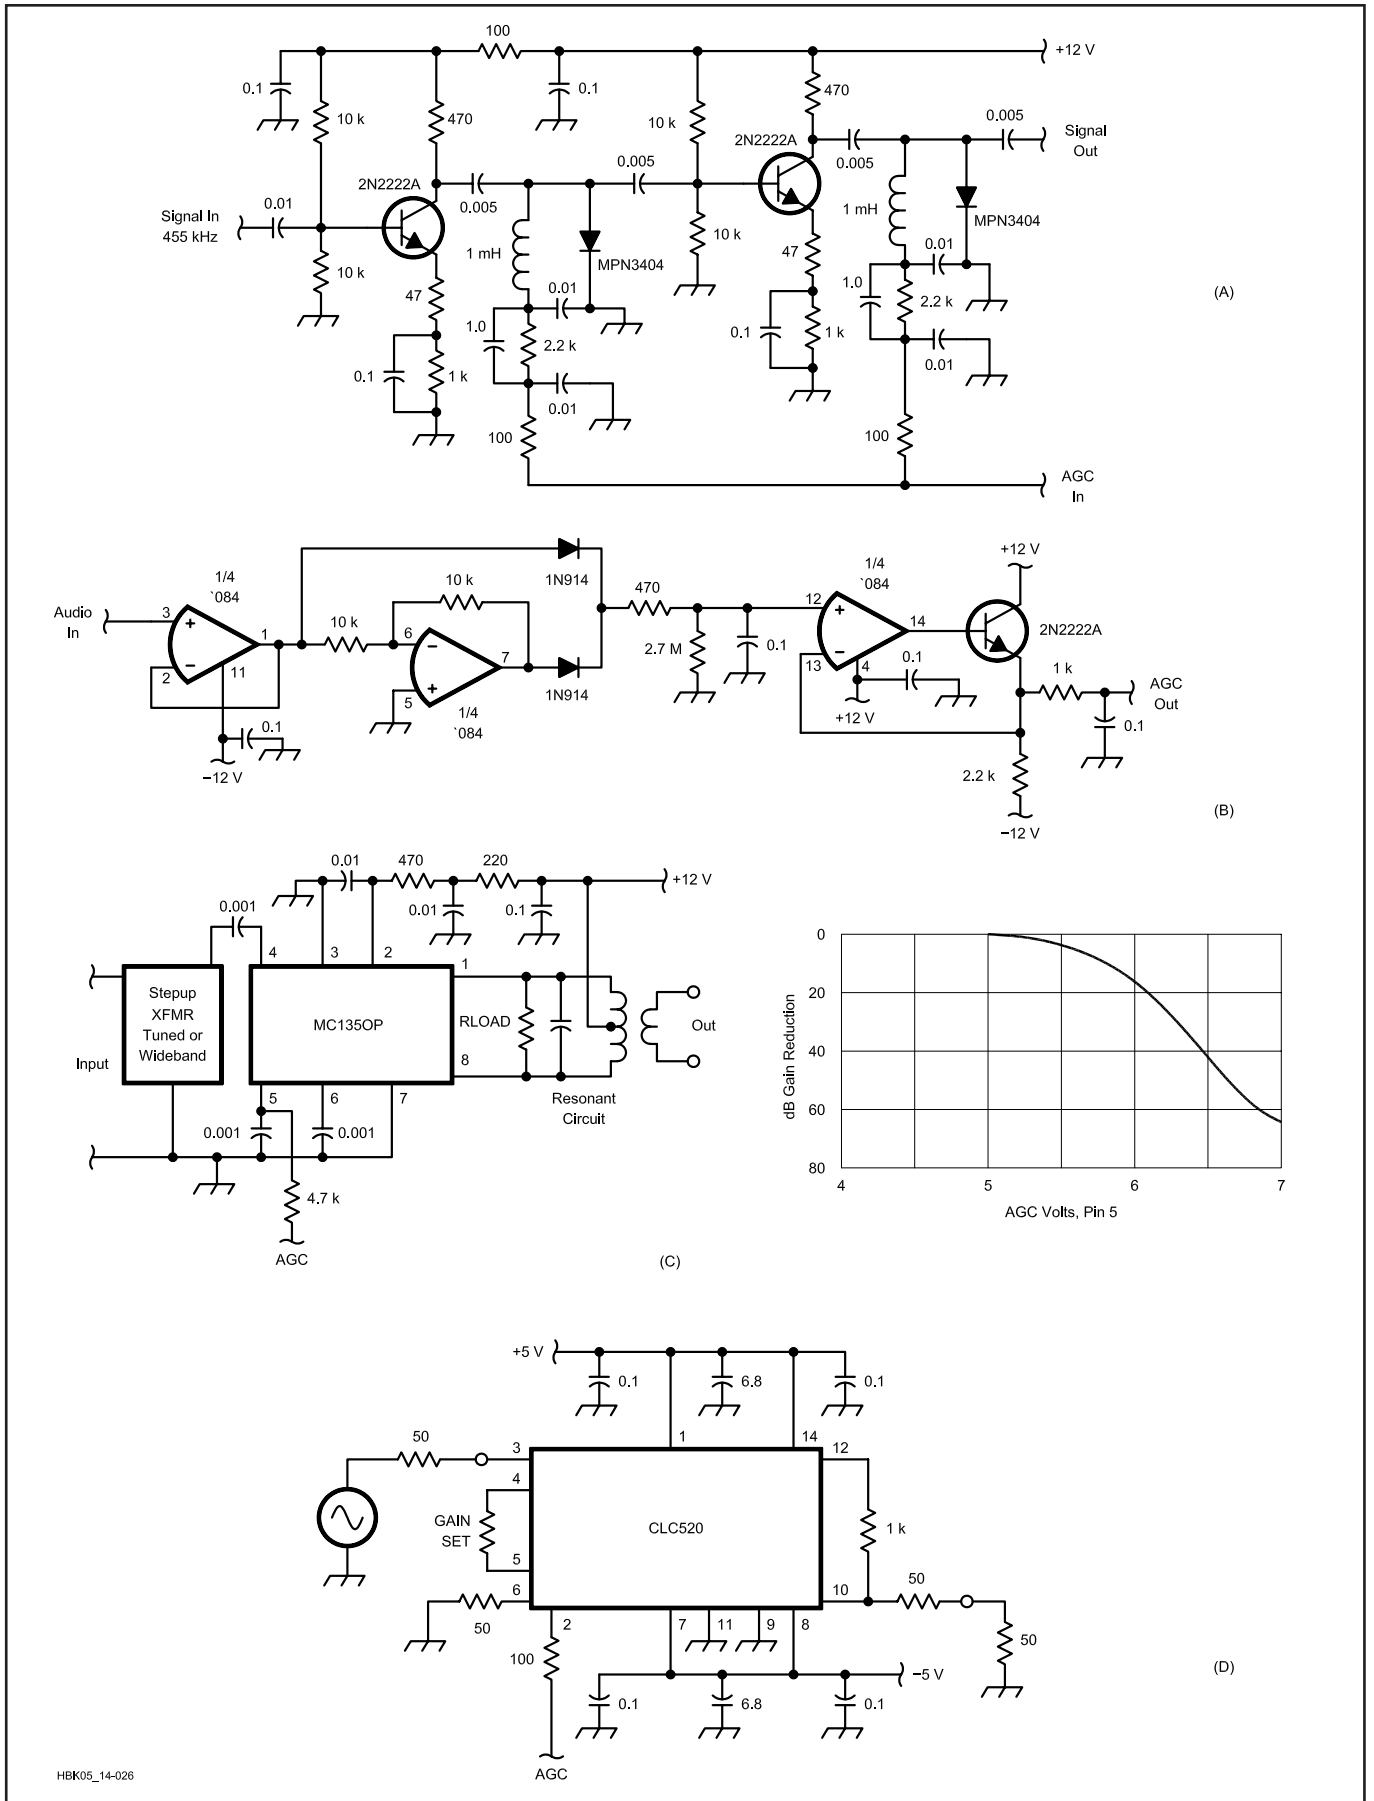 100
+12 V
0.1
0.1
10 k
470
10 k
470
2N2222A
0.005
0.005
Signal
Out
2N2222A
0.005
0.005
Signal In
455 kHz
0.01
10 k
1 mH
MPN3404
10 k
1 mH
MPN3404
47
0.01
47
0.01
1.0
2.2 k
1.0
2.2 k
(A)
0.1
1 k
0.01
0.1
1 k
0.01
100
100
AGC
In
Audio
In
1/4
`084
3
+
1
−
2
11
0.1
−12 V
10 k
10 k
6
−
7
+
5
1/4
`084
1N914
1N914
470
2.7 M
0.1
1/4
`084
12
+
14
−
13
4
0.1
+12 V
+12 V
2N2222A
1 k
AGC
Out
0.1
2.2 k
−12 V
(B)
0.01
470
220
+12 V
0.001
0.01
0.1
4
3
2
1
Stepup
XFMR
Tuned or
Wideband
Input
MC135OP
RLOAD
Out
8
5
6
7
Resonant
Circuit
0.001
0.001
4.7 k
AGC
(C)
dB Gain Reduction
0
20
40
60
80
4
5
6
7
AGC Volts, Pin 5
+5 V
0.1
6.8
0.1
50
3
1
14
12
4
GAIN
SET
CLC520
1 k
5
6
50
10
50
50
2
7
11
9
8
100
0.1
6.8
0.1
−5 V
(D)
AGC
HBK05_14-026